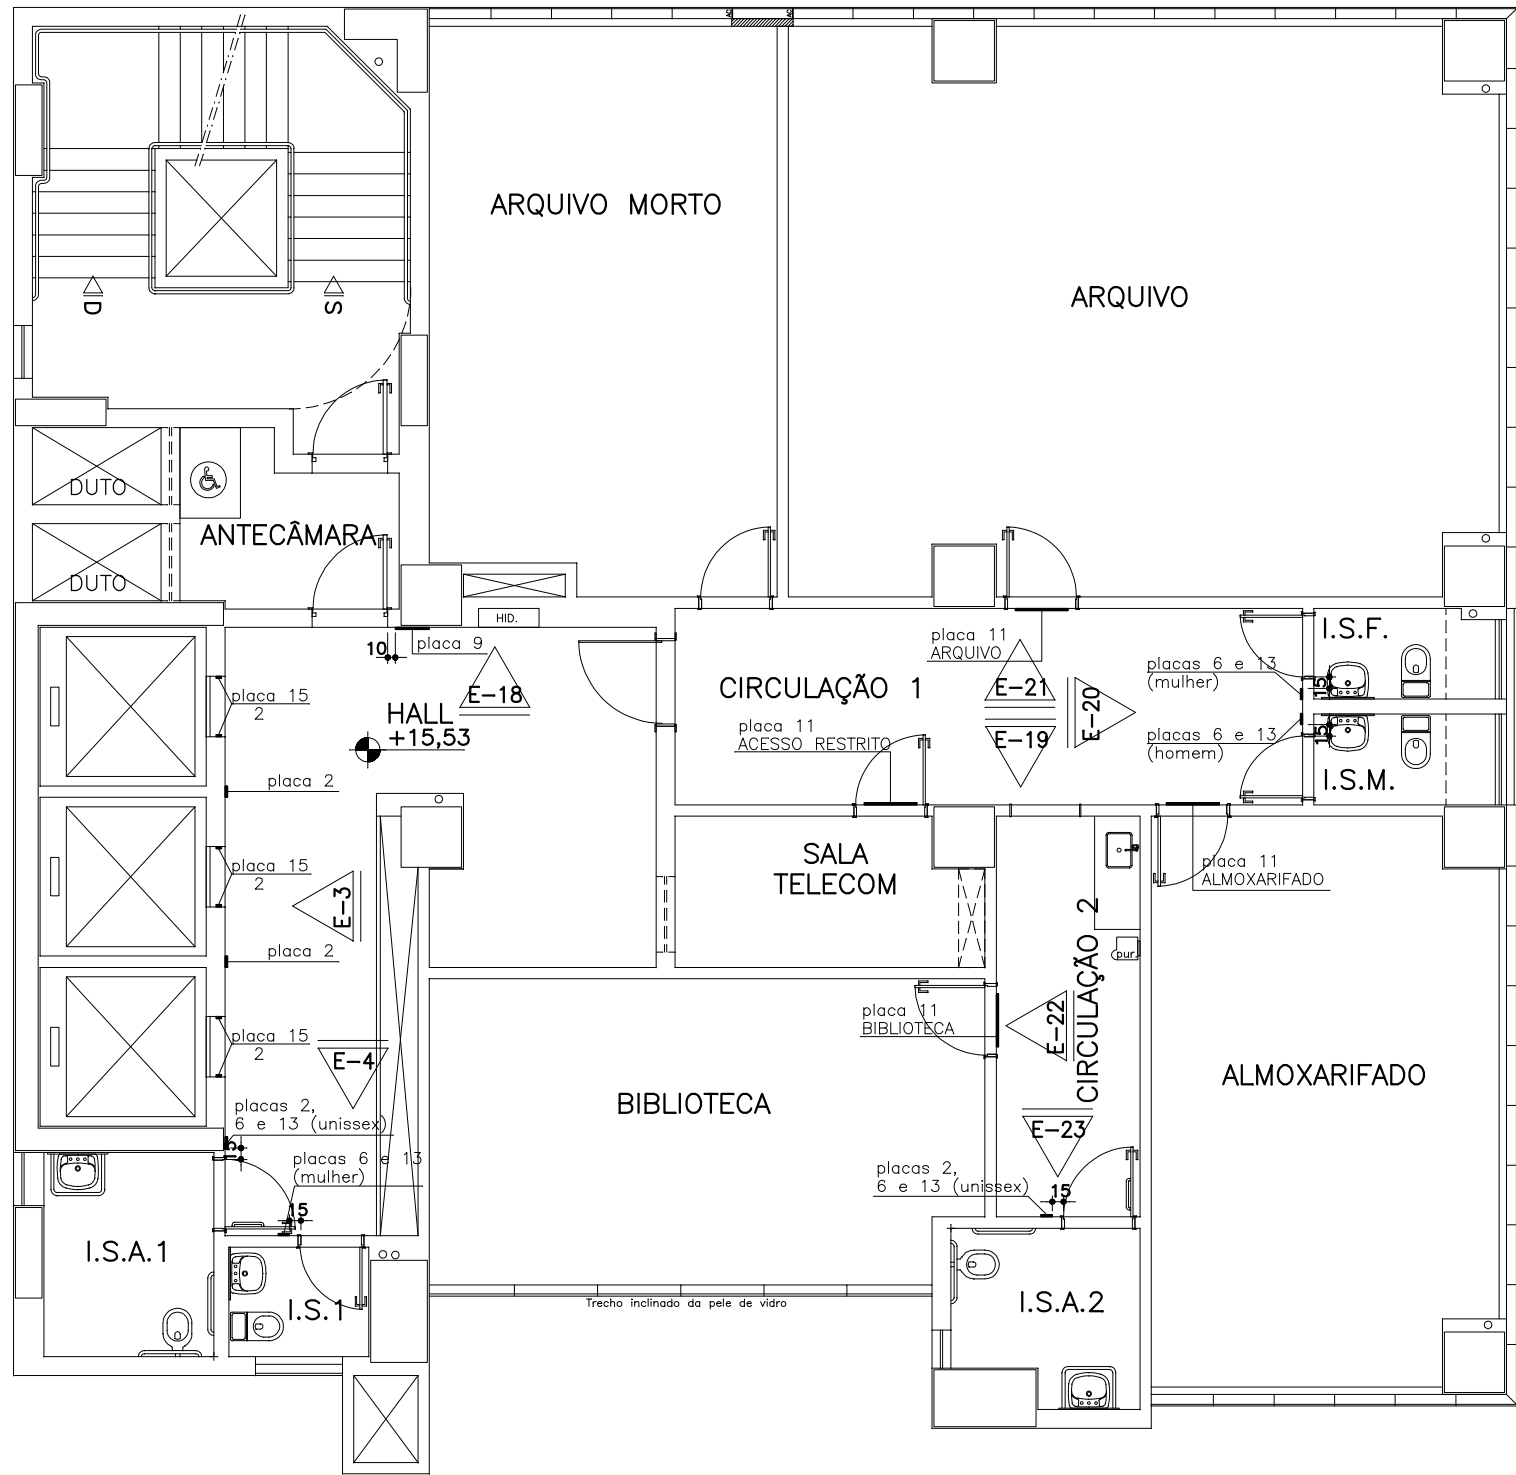 AC
AC
ARQUIVO MORTO
ARQUIVO
D
S
DUTO
ANTECÂMARA
DUTO
HID.
10
placa 9
placa 11
ARQUIVO
I.S.F.
placas 6 e 13
(mulher)
15
E-18
CIRCULAÇÃO 1
E-21
E-20
placa 15
2
HALL
+15,53
placa 11
ACESSO RESTRITO
E-19
placas 6 e 13
(homem)
15
I.S.M.
placa 2
SALA
TELECOM
placa 11
ALMOXARIFADO
placa 15
2
E-3
CIRCULAÇÃO 2
pur.
placa 2
placa 11
BIBLIOTECA
E-22
placa 15
2
E-4
ALMOXARIFADO
BIBLIOTECA
placas 2,
6 e 13 (unissex)
E-23
placas 6 e 13
(mulher)
placas 2,
6 e 13 (unissex)
15
15
I.S.A.1
I.S.1
I.S.A.2
Trecho inclinado da pele de vidro